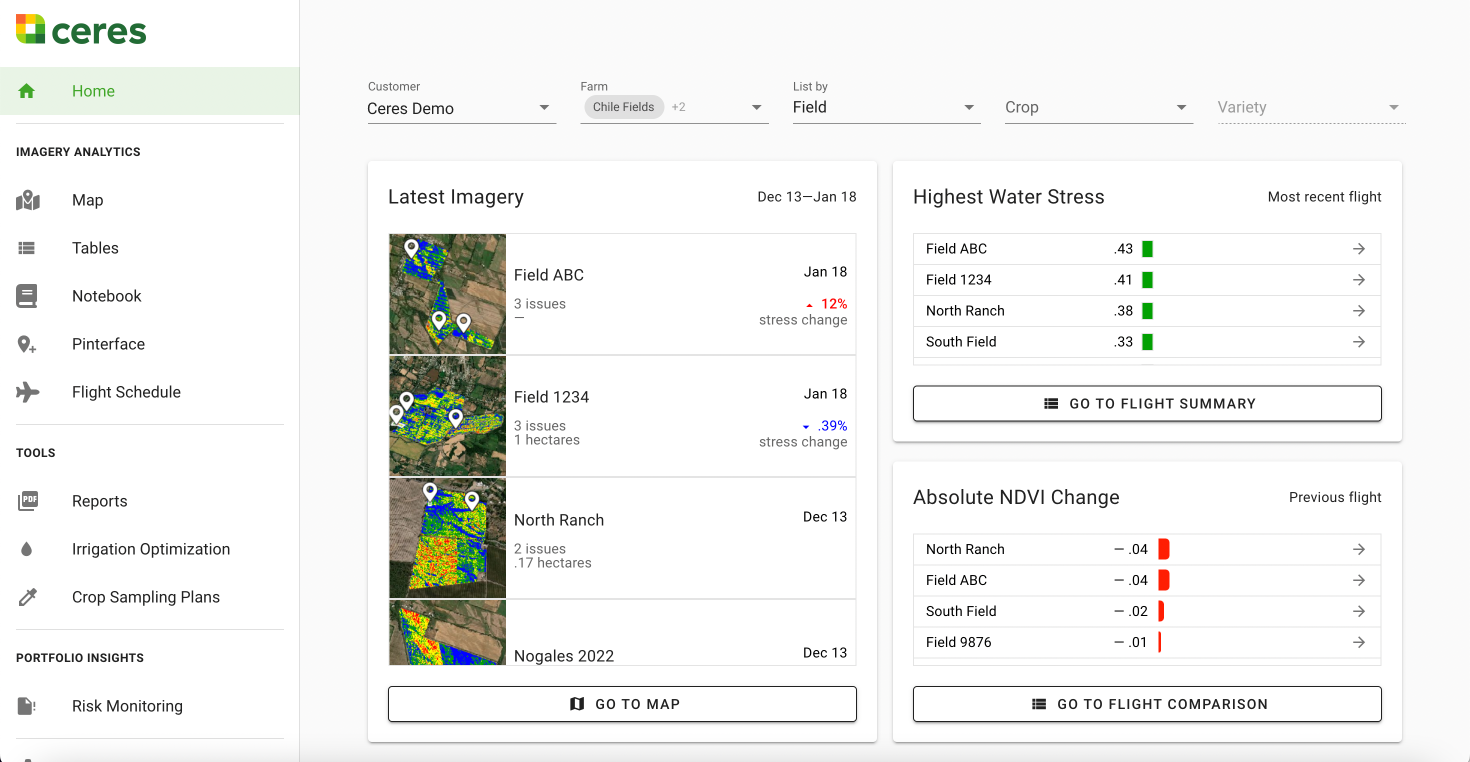 ceres
Home
IMAGERY ANALYTICS
Map
Tables
Notebook
Pinterface
Flight Schedule
TOOLS
PDF
Reports
Irrigation Optimization
Crop Sampling Plans
PORTFOLIO INSIGHTS
Risk Monitoring
Customer
Ceres Demo
Farm
Chile Fields +2
List by
Field
Crop
Variety
Latest Imagery Dec 13—Jan 18
Field ABC Jan 18
3 issues ▲ 12%
— stress change
Field 1234 Jan 18
3 issues ▼ .39%
1 hectares stress change
North Ranch Dec 13
2 issues
.17 hectares
Nogales 2022 Dec 13
GO TO MAP
Highest Water Stress Most recent flight
Field ABC .43 →
Field 1234 .41 →
North Ranch .38 →
South Field .33 →
GO TO FLIGHT SUMMARY
Absolute NDVI Change Previous flight
North Ranch — .04 →
Field ABC — .04 →
South Field — .02 →
Field 9876 — .01 →
GO TO FLIGHT COMPARISON